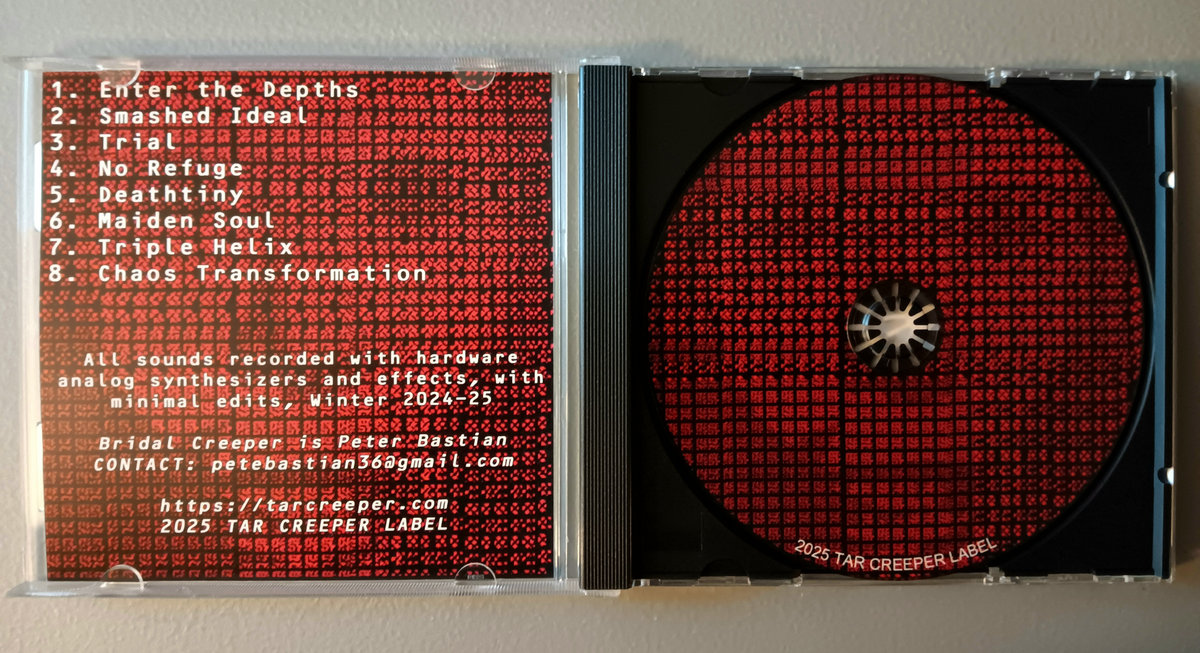 1. Enter the Depths
2. Smashed Ideal
3. Trial
4. No Refuge
5. Deathtiny
6. Maiden Soul
7. Triple Helix
8. Chaos Transformation
All sounds recorded with hardware
analog synthesizers and effects, with
minimal edits, Winter 2024-25
Bridal Creeper is Peter Bastian
CONTACT: petebastian36@gmail.com
https://tarcreeper.com
2025 TAR CREEPER LABEL
2025 TAR CREEPER LABEL